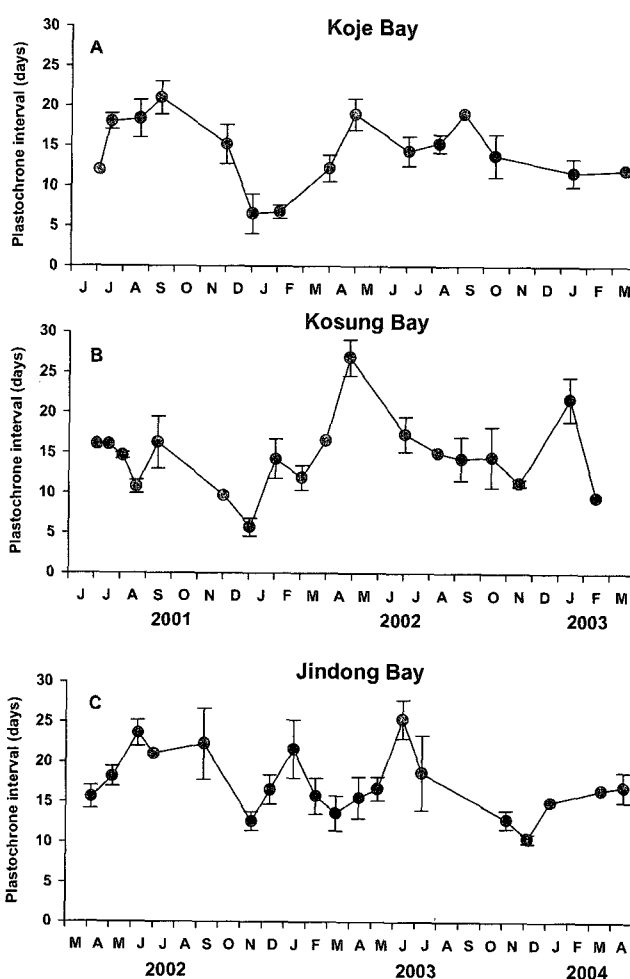 Koje Bay
A
Plastochrone interval (days)
30
25
20
15
10
5
0
J J A S O N D J F M A M J J A S O N D J F M
Kosung Bay
B
Plastochrone interval (days)
30
25
20
15
10
5
0
J J A S O N D J F M A M J J A S O N D J F M
2001 2002 2003
Jindong Bay
C
Plastochrone interval (days)
30
25
20
15
10
5
0
M A M J J A S O N D J F M A M J J A S O N D J F M A
2002 2003 2004